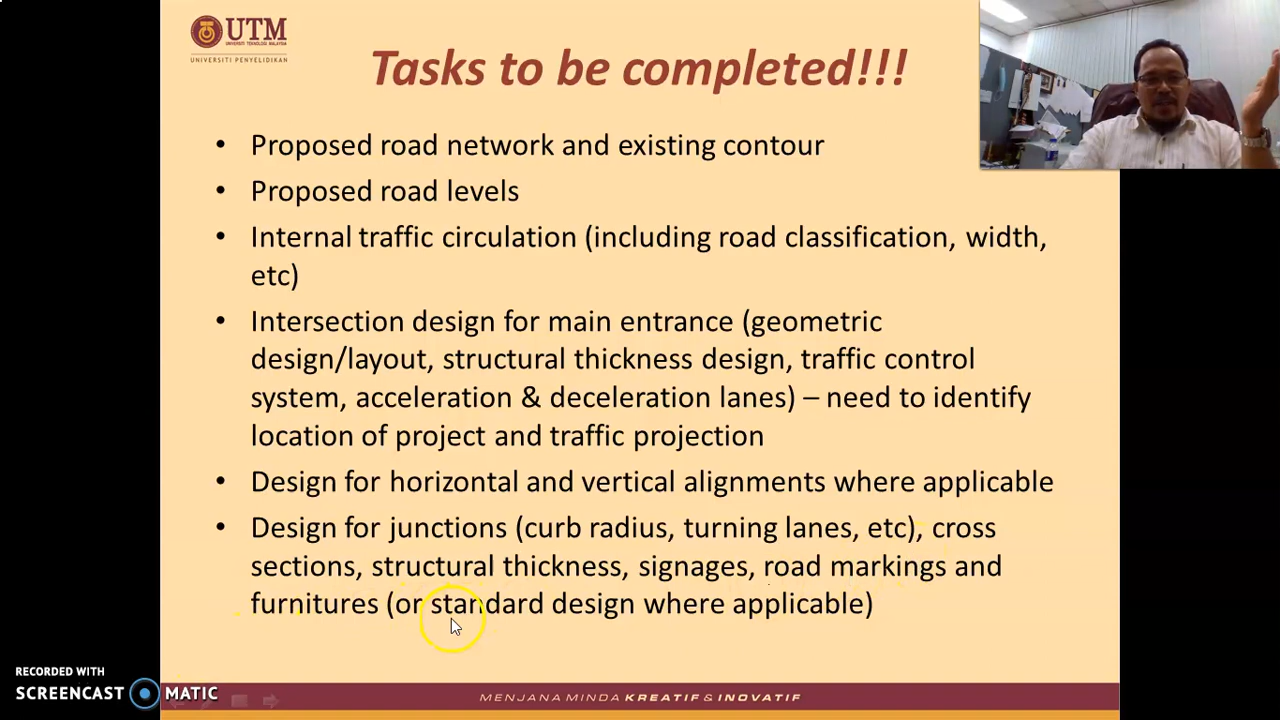 UTM
UNIVERSITI TEKNOLOGI MALAYSIA
UNIVERSITI PENYELIDIKAN
Tasks to be completed!!!
• Proposed road network and existing contour
• Proposed road levels
• Internal traffic circulation (including road classification, width,
etc)
• Intersection design for main entrance (geometric
design/layout, structural thickness design, traffic control
system, acceleration & deceleration lanes) – need to identify
location of project and traffic projection
• Design for horizontal and vertical alignments where applicable
• Design for junctions (curb radius, turning lanes, etc), cross
sections, structural thickness, signages, road markings and
furnitures (or standard design where applicable)
RECORDED WITH
SCREENCAST MATIC
MENJANA MINDA KREATIF & INOVATIF